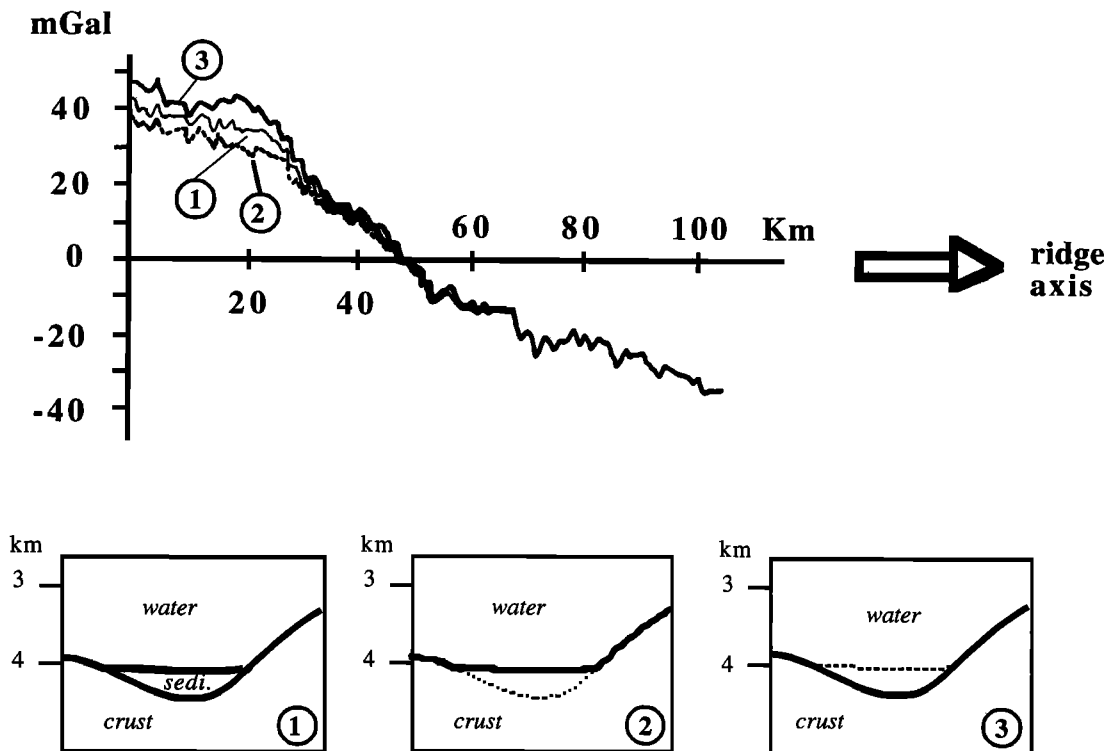 mGal
3
40
20
1
2
60 80 100 Km
0
20 40
ridge
axis
-20
-40
km
3
water
4
sedi.
crust
1
km
3
water
4
crust
2
km
3
water
4
crust
3